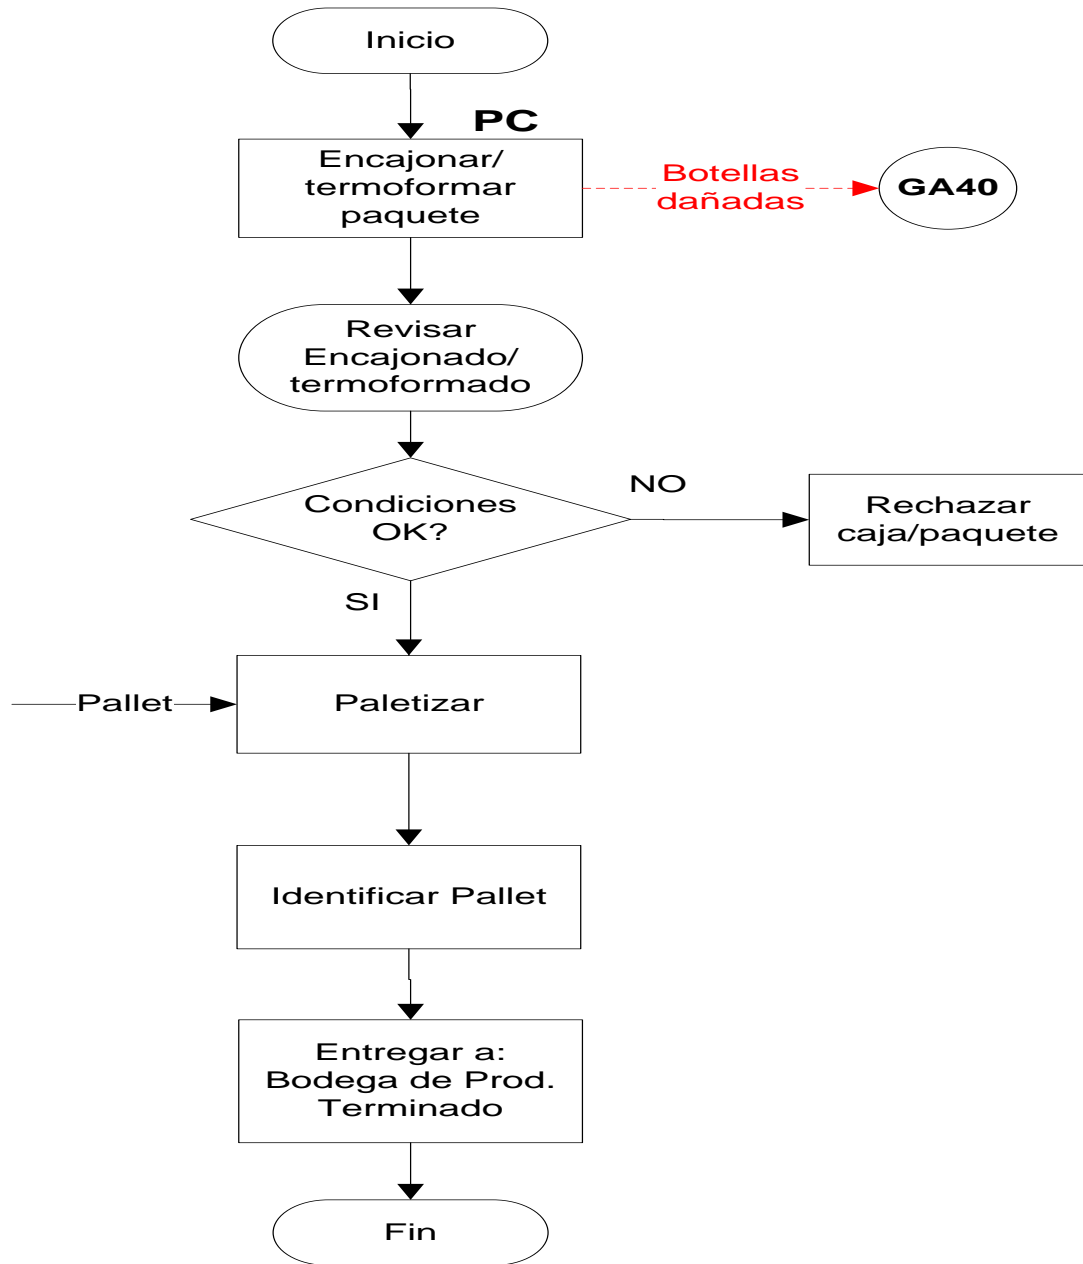 Inicio
PC
Encajonar/
termoformar
paquete
Botellas
dañadas
GA40
Revisar
Encajonado/
termoformado
Condiciones
OK?
NO
Rechazar
caja/paquete
SI
Pallet
Paletizar
Identificar Pallet
Entregar a:
Bodega de Prod.
Terminado
Fin